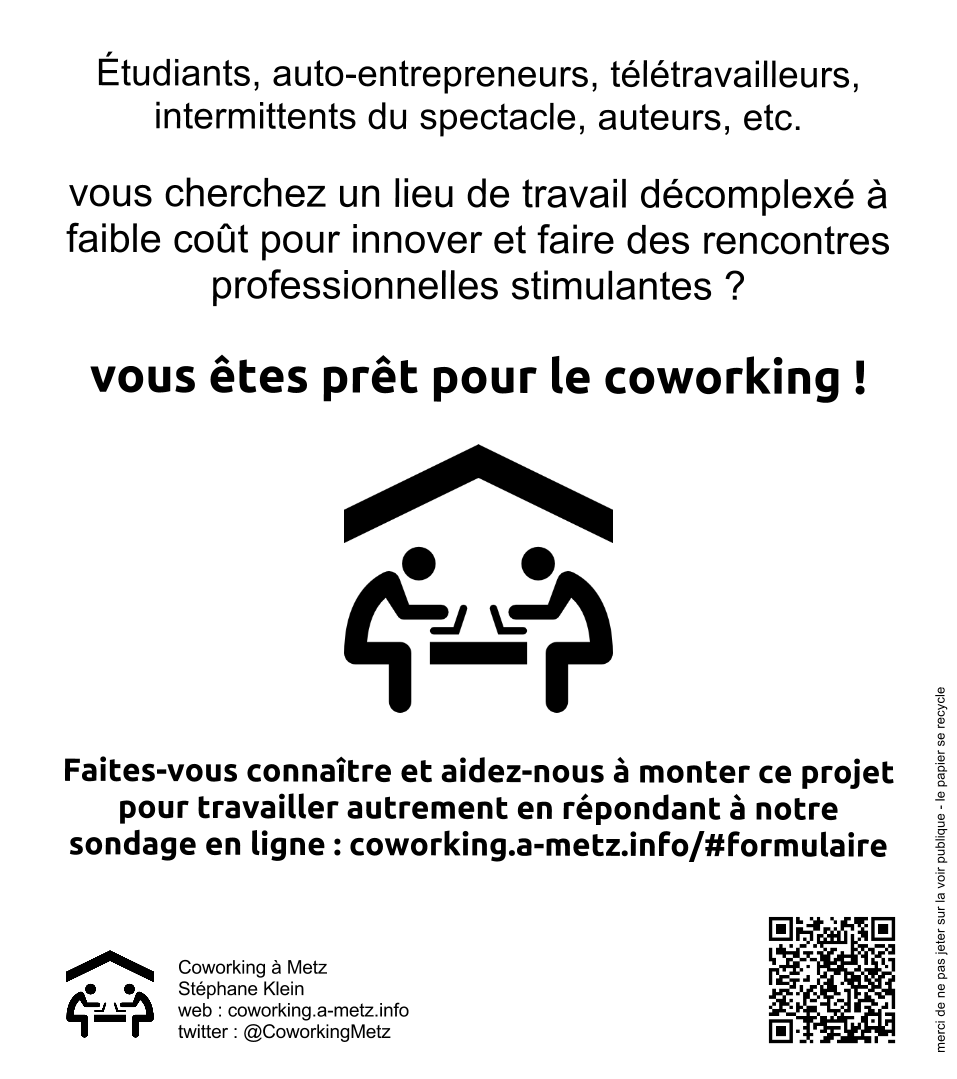 Étudiants, auto-entrepreneurs, télétravailleurs,
intermittents du spectacle, auteurs, etc.
vous cherchez un lieu de travail décomplexé à
faible coût pour innover et faire des rencontres
professionnelles stimulantes ?
vous êtes prêt pour le coworking !
Faites-vous connaître et aidez-nous à monter ce projet
pour travailler autrement en répondant à notre
sondage en ligne : coworking.a-metz.info/#formulaire
Coworking à Metz
Stéphane Klein
web : coworking.a-metz.info
twitter : @CoworkingMetz
merci de ne pas jeter sur la voir publique - le papier se recycle